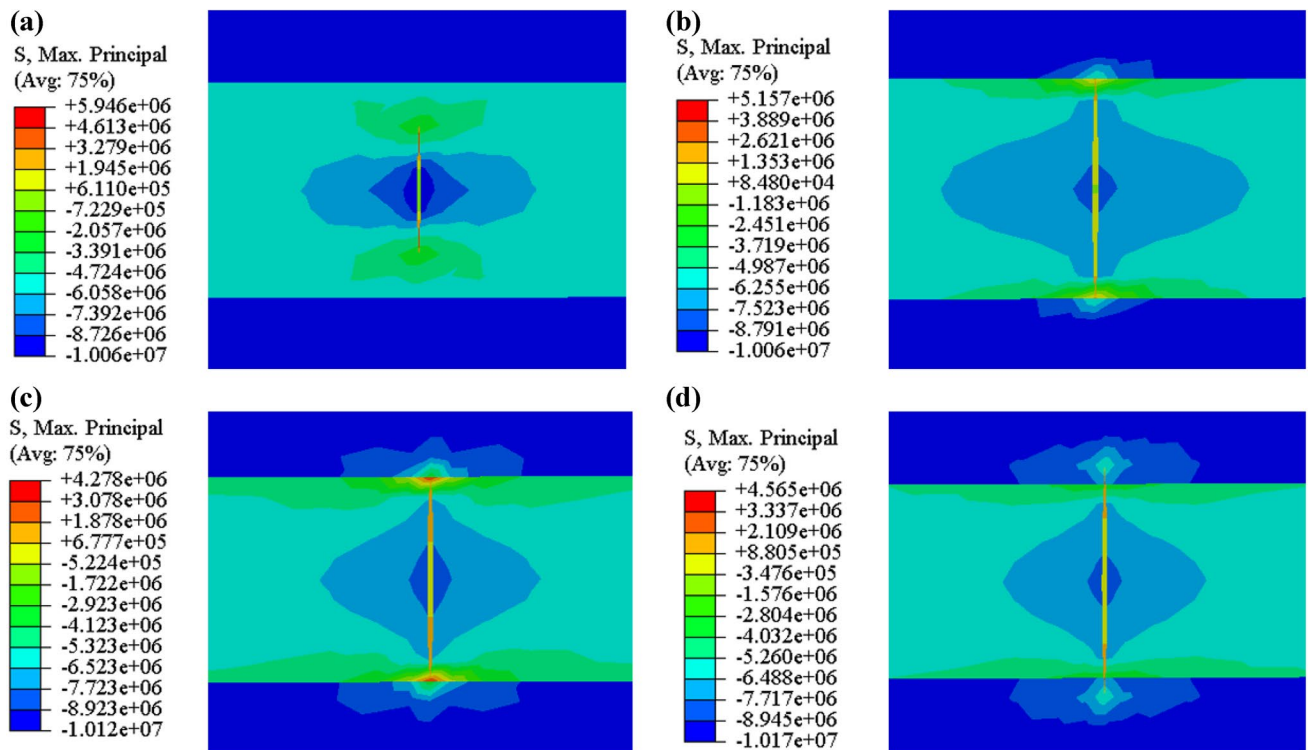 (a)
S, Max. Principal
(Avg: 75%)
+5.946e+06
+4.613e+06
+3.279e+06
+1.945e+06
+6.110e+05
-7.229e+05
-2.057e+06
-3.391e+06
-4.724e+06
-6.058e+06
-7.392e+06
-8.726e+06
-1.006e+07
(b)
S, Max. Principal
(Avg: 75%)
+5.157e+06
+3.889e+06
+2.621e+06
+1.353e+06
+8.480e+04
-1.183e+06
-2.451e+06
-3.719e+06
-4.987e+06
-6.255e+06
-7.523e+06
-8.791e+06
-1.006e+07
(c)
S, Max. Principal
(Avg: 75%)
+4.278e+06
+3.078e+06
+1.878e+06
+6.777e+05
-5.224e+05
-1.722e+06
-2.923e+06
-4.123e+06
-5.323e+06
-6.523e+06
-7.723e+06
-8.923e+06
-1.012e+07
(d)
S, Max. Principal
(Avg: 75%)
+4.565e+06
+3.337e+06
+2.109e+06
+8.805e+05
-3.476e+05
-1.576e+06
-2.804e+06
-4.032e+06
-5.260e+06
-6.488e+06
-7.717e+06
-8.945e+06
-1.017e+07